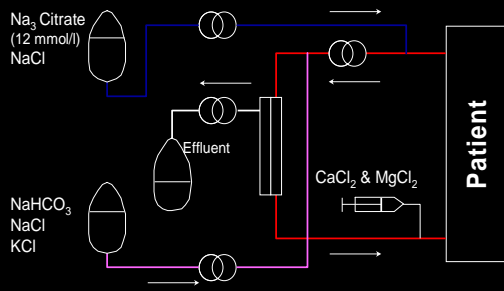 Na₃ Citrate
(12 mmol/l)
NaCl
Effluent
CaCl₂ & MgCl₂
Patient
NaHCO₃
NaCl
KCl